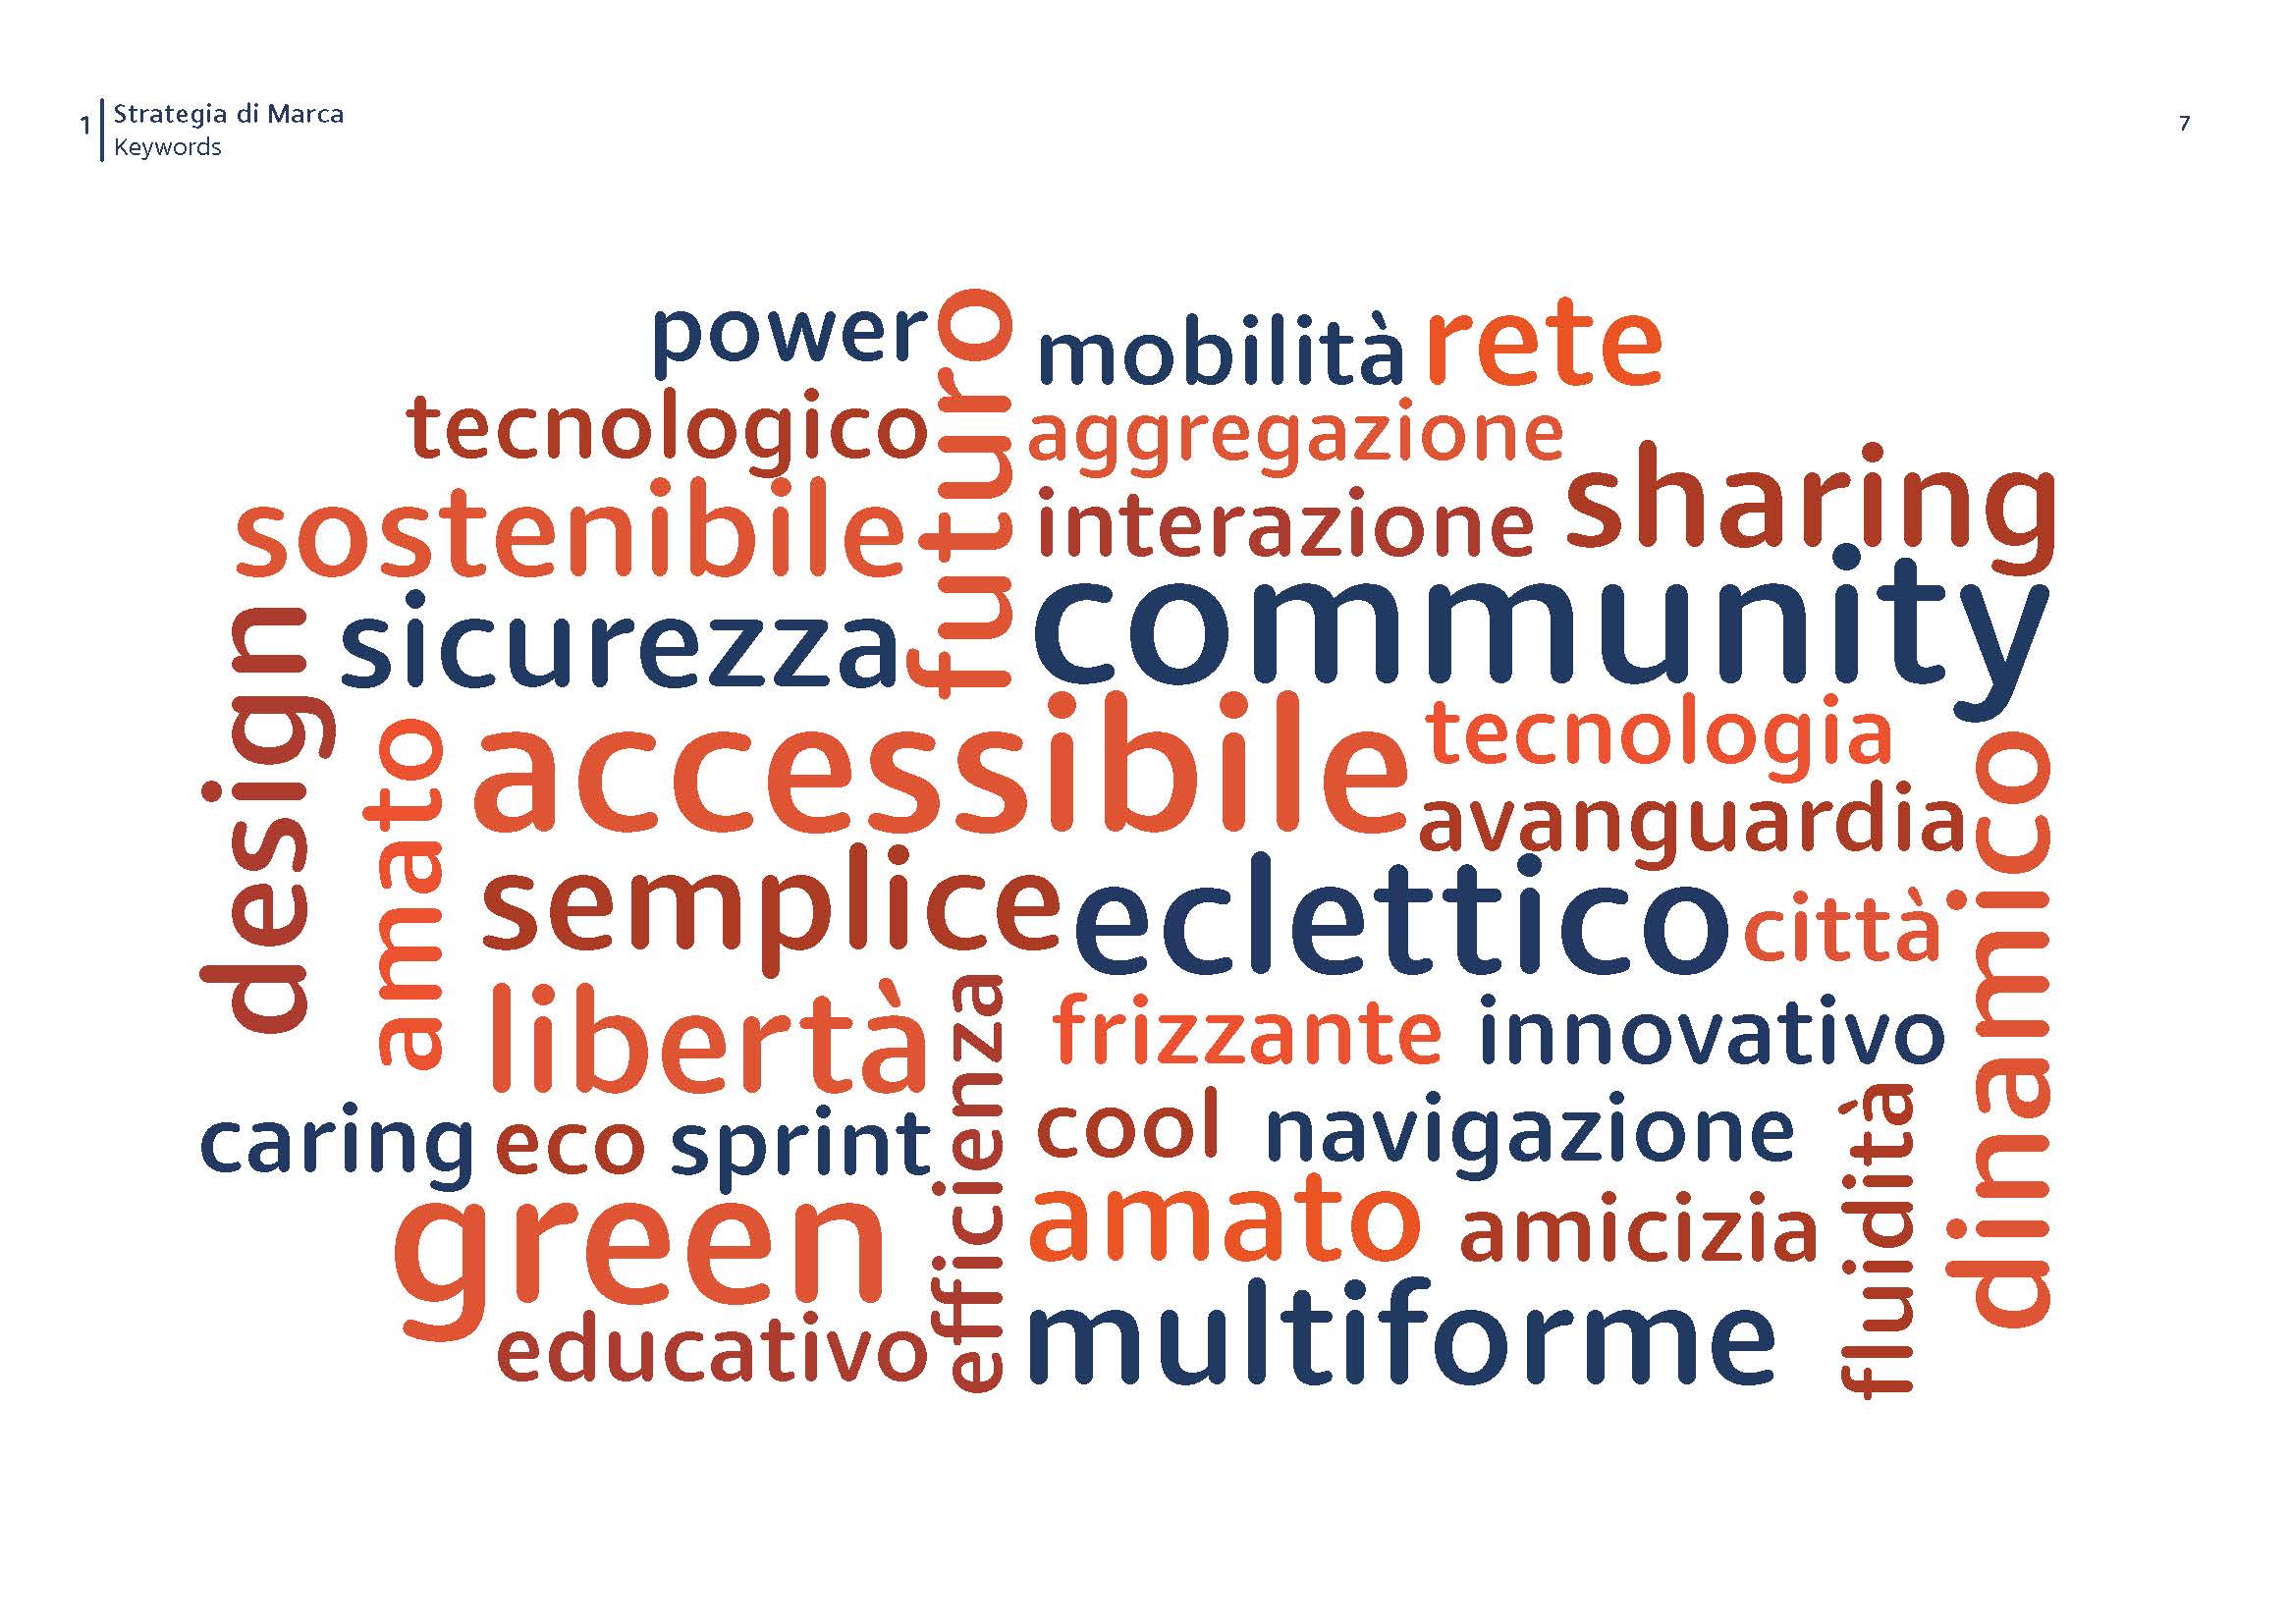 1
Strategia di Marca
Keywords
7
power
futuro
mobilità
rete
tecnologico
aggregazione
sharing
sostenibile
interazione
community
design
sicurezza
amato
accessibile
tecnologia
avanguardia
dinamico
semplice
eclettico
città
libertà
efficienza
frizzante
innovativo
caring
eco
sprint
cool
navigazione
fluidità
green
amato
amicizia
educativo
multiforme